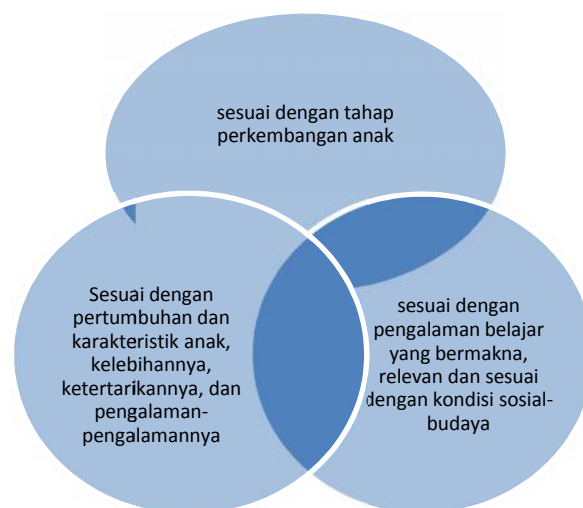 sesuai dengan tahap
perkembangan anak
Sesuai dengan
pertumbuhan dan
karakteristik anak,
kelebihannya,
ketertarikannya, dan
pengalaman-
pengalamannya
sesuai dengan
pengalaman belajar
yang bermakna,
relevan dan sesuai
dengan kondisi sosial-
budaya